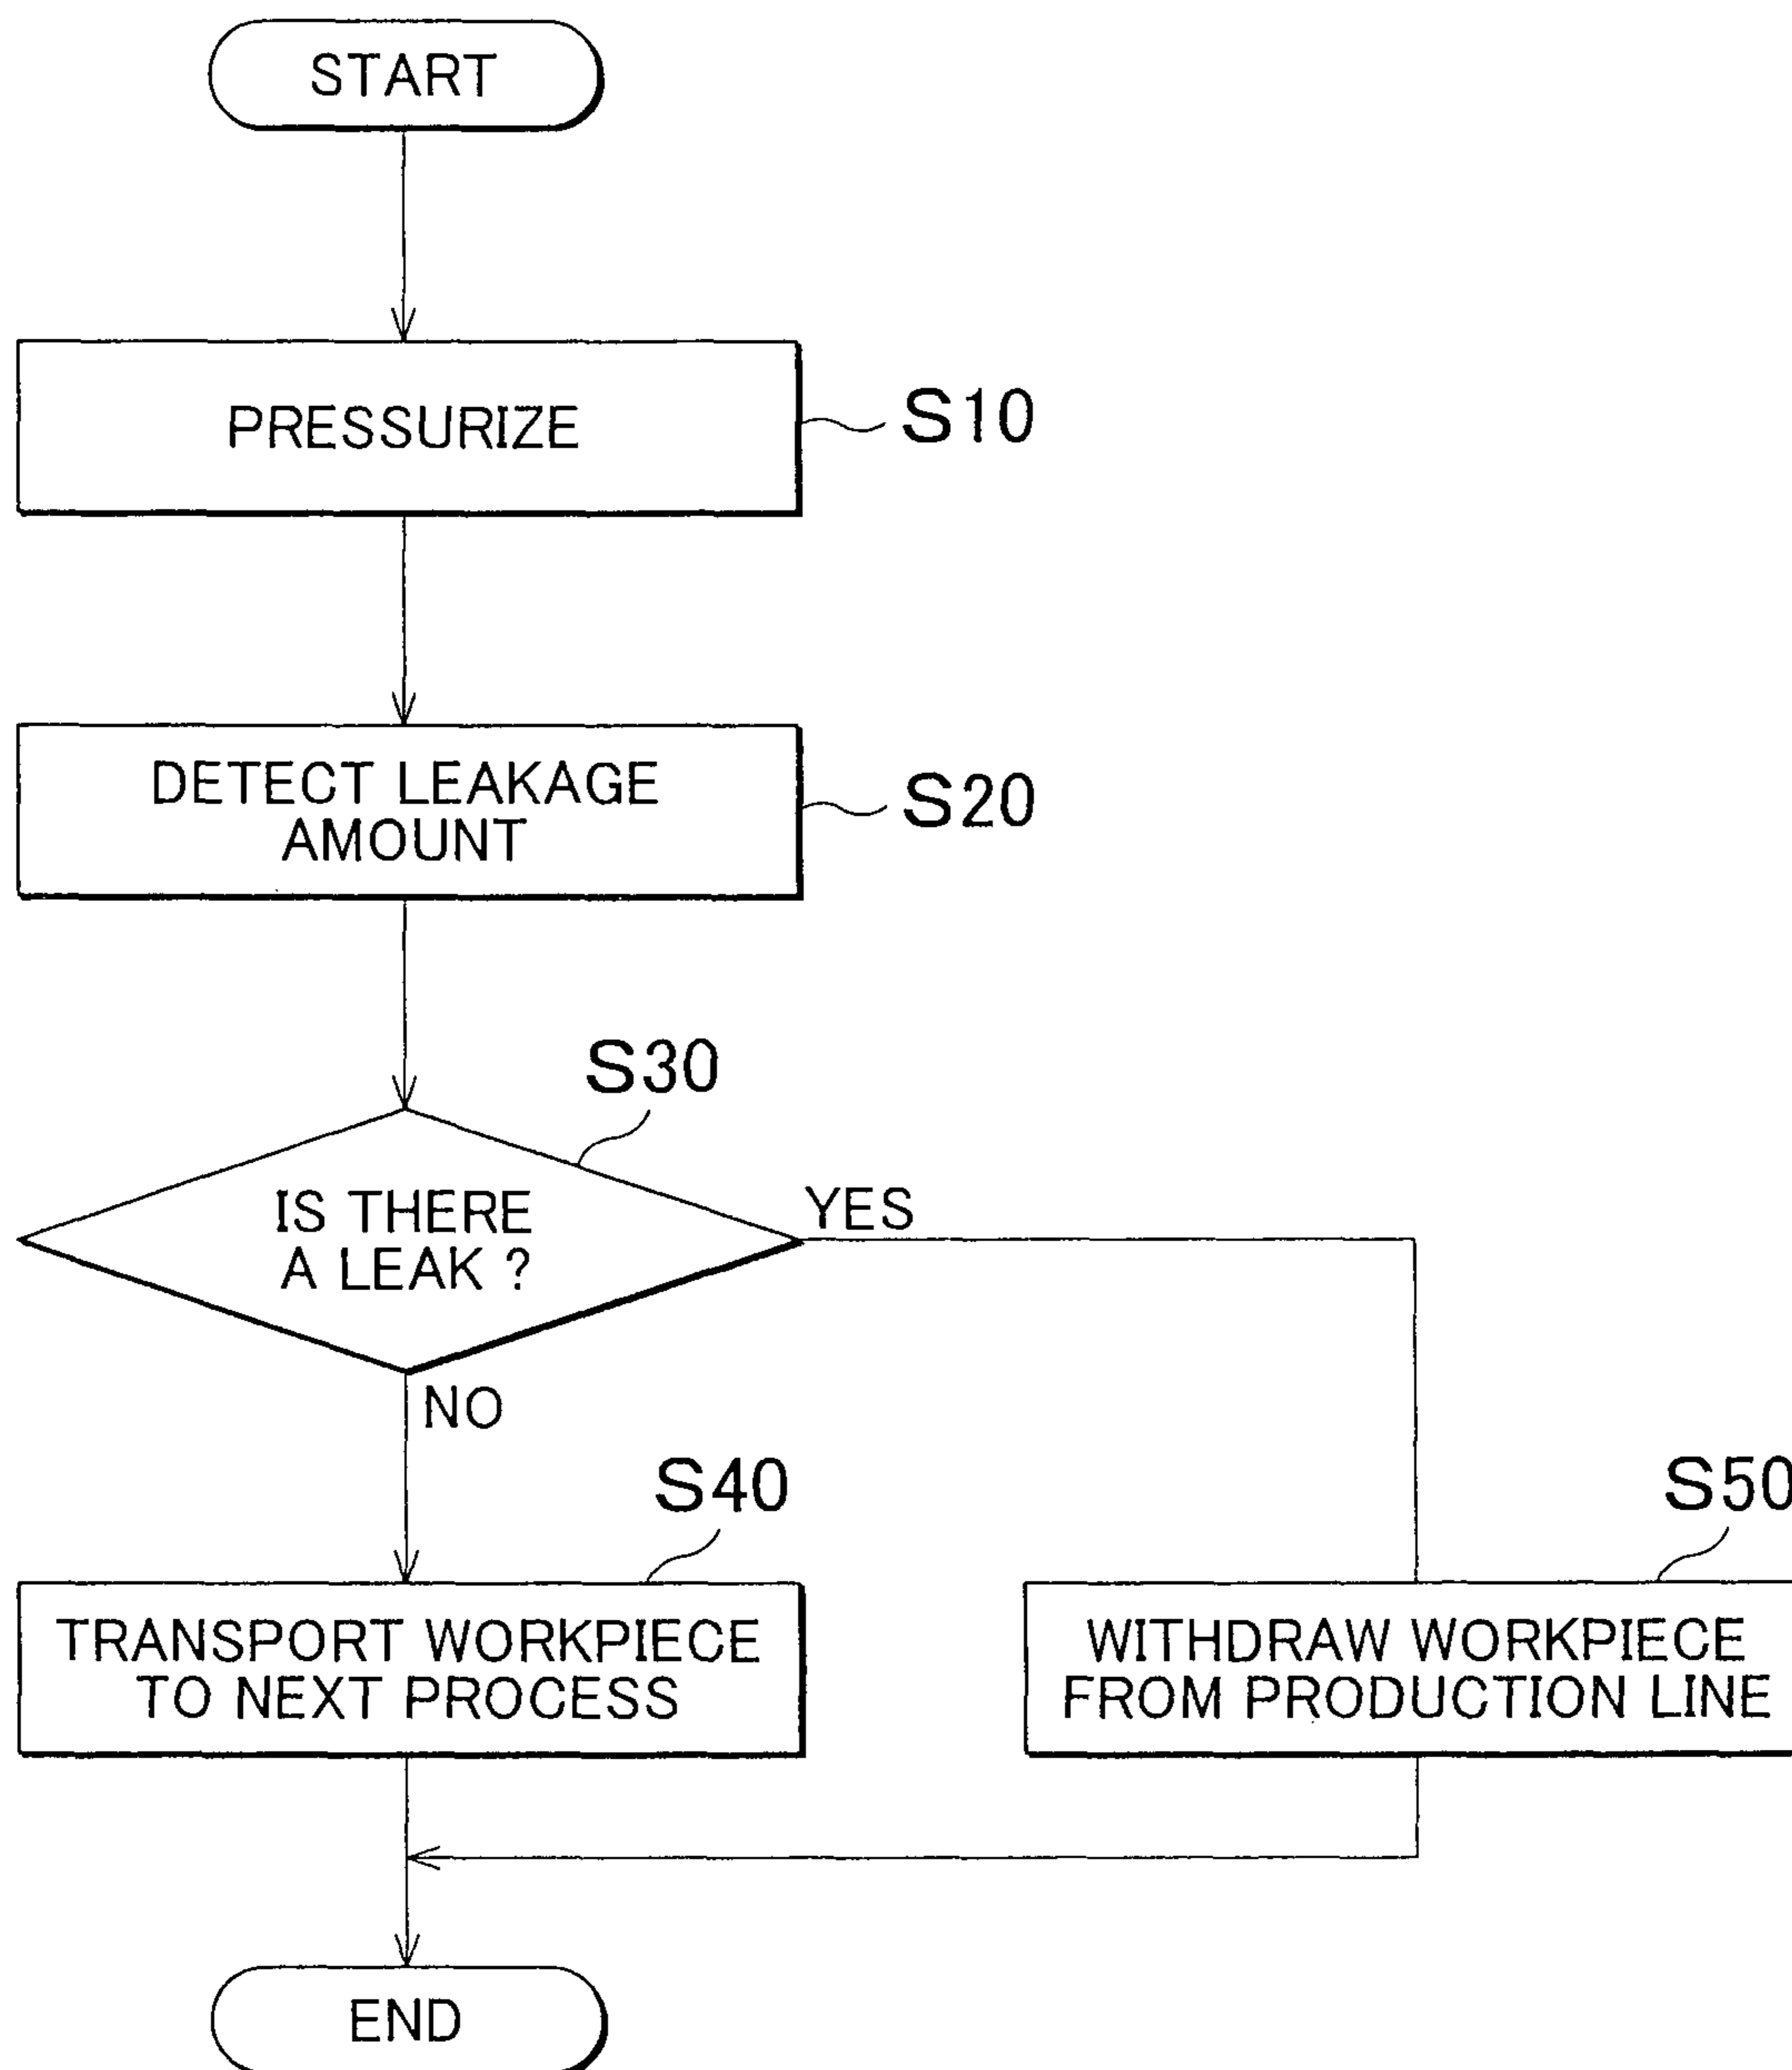 START
PRESSURIZE
S10
DETECT LEAKAGE
AMOUNT
S20
S30
IS THERE
A LEAK ?
YES
NO
S40
TRANSPORT WORKPIECE
TO NEXT PROCESS
S50
WITHDRAW WORKPIECE
FROM PRODUCTION LINE
END